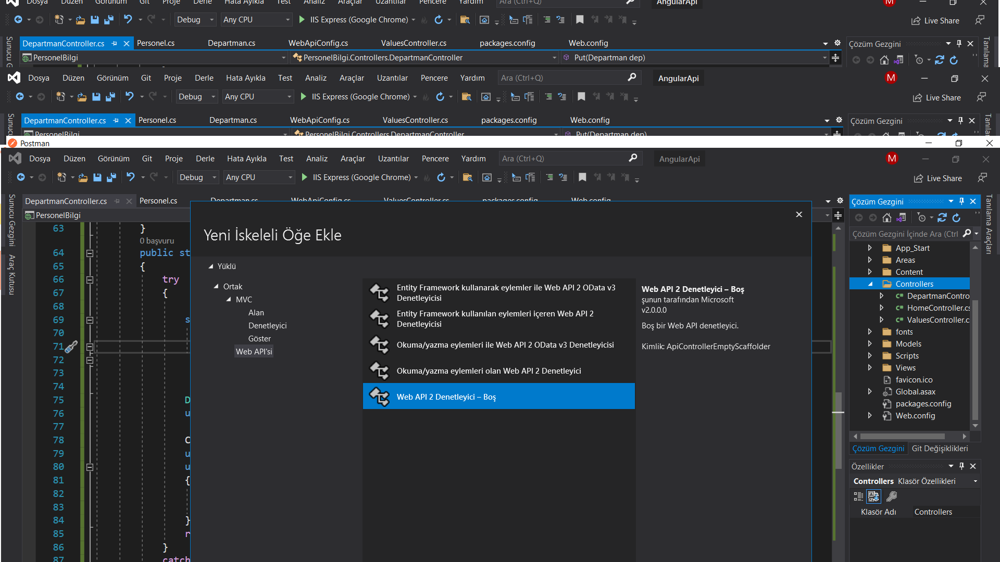 Dosya Düzen Görünüm Git Proje Derle Hata Ayıkla Test Analiz Araçlar Uzantılar Pencere Yardım Ara (Ctrl+Q) AngularApi M
Debug Any CPU IIS Express (Google Chrome) Live Share
DepartmanController.cs Personel.cs Departman.cs WebApiConfig.cs ValuesController.cs packages.config Web.config Çözüm Gezgini
PersonelBilgi PersonelBilgi.Controllers.DepartmanController Put(Departman dep)
Sunucu G
Tanılama
Dosya Düzen Görünüm Git Proje Derle Hata Ayıkla Test Analiz Araçlar Uzantılar Pencere Yardım Ara (Ctrl+Q) AngularApi M
Debug Any CPU IIS Express (Google Chrome) Live Share
DepartmanController.cs Personel.cs Departman.cs WebApiConfig.cs ValuesController.cs packages.config Web.config Çözüm Gezgini
PersonelBilgi PersonelBilgi.Controllers.DepartmanController Put(Departman dep)
Postman
Dosya Düzen Görünüm Git Proje Derle Hata Ayıkla Test Analiz Araçlar Uzantılar Pencere Yardım Ara (Ctrl+Q) AngularApi M
Debug Any CPU IIS Express (Google Chrome) Live Share
DepartmanController.cs Personel.cs Departman.cs WebApiConfig.cs ValuesController.cs packages.config Web.config
PersonelBilgi
Sunucu Gezgini
Araç Kutusu
63 }
0 başvuru
64 public st
65 {
66 try
67 {
68
69 s
70
71
72
73
74
75 D
76 u
77
78 C
79 u
80 u
81 {
82
83
84 }
85 r
86 }
87 catch
Yeni İskeleli Öğe Ekle
Yüklü
Ortak
MVC
Alan
Denetleyici
Göster
Web API'si
Entity Framework kullanarak eylemler ile Web API 2 OData v3
Denetleyicisi
Entity Framework kullanılan eylemleri içeren Web API 2
Denetleyicisi
Okuma/yazma eylemleri ile Web API 2 OData v3 Denetleyicisi
Okuma/yazma eylemleri olan Web API 2 Denetleyici
Web API 2 Denetleyici – Boş
Web API 2 Denetleyici – Boş
şunun tarafından Microsoft
v2.0.0.0
Boş bir Web API denetleyici.
Kimlik: ApiControllerEmptyScaffolder
Çözüm Gezgini
Çözüm Gezgini İçinde Ara (Ctrl
App_Start
Areas
Content
Controllers
C# DepartmanContro
C# HomeController.cs
C# ValuesController.c
fonts
Models
Scripts
Views
favicon.ico
Global.asax
packages.config
Web.config
Çözüm Gezgini Git Değişiklikleri
Özellikler
Controllers Klasör Özellikleri
Klasör Adı Controllers
Tanılama Araçları